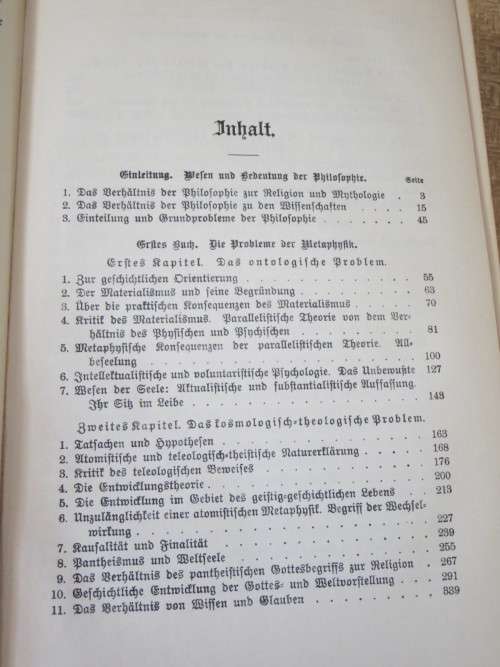 Inhalt.
Einleitung. Wesen und Bedeutung der Philosophie. Seite
1. Das Verhältnis der Philosophie zur Religion und Mythologie . 3
2. Das Verhältnis der Philosophie zu den Wissenschaften . . . . 15
3. Einteilung und Grundprobleme der Philosophie . . . . . . 45
Erstes Buch. Die Probleme der Metaphysik.
Erstes Kapitel. Das ontologische Problem.
1. Zur geschichtlichen Orientierung . . . . . . . . . . 55
2. Der Materialismus und seine Begründung . . . . . . . 63
3. Über die praktischen Konsequenzen des Materialismus . . . . 70
4. Kritik des Materialismus. Parallelistische Theorie von dem Ver-
hältnis des Physischen und Psychischen . . . . . . . 81
5. Metaphysische Konsequenzen der parallelistischen Theorie. All-
beseelung . . . . . . . . . . . . . . . 100
6. Intellektualistische und voluntaristische Psychologie. Das Unbewußte 127
7. Wesen der Seele: Aktualistische und substantialistische Auffassung.
Ihr Sitz im Leibe . . . . . . . . . . . . . 148
Zweites Kapitel. Das kosmologisch-theologische Problem.
1. Tatsachen und Hypothesen . . . . . . . . . . . 163
2. Atomistische und teleologisch-theistische Naturerklärung . . . 168
3. Kritik des teleologischen Beweises . . . . . . . . . 176
4. Die Entwicklungstheorie . . . . . . . . . . . . 200
5. Die Entwicklung im Gebiet des geistig-geschichtlichen Lebens . . 213
6. Unzulänglichkeit einer atomistischen Metaphysik. Begriff der Wechsel-
wirkung . . . . . . . . . . . . . . . . 227
7. Kausalität und Finalität . . . . . . . . . . . . 239
8. Pantheismus und Weltseele . . . . . . . . . . . 255
9. Das Verhältnis des pantheistischen Gottesbegriffs zur Religion . 267
10. Geschichtliche Entwicklung der Gottes- und Weltvorstellung . . . 291
11. Das Verhältnis von Wissen und Glauben . . . . . . . . 339